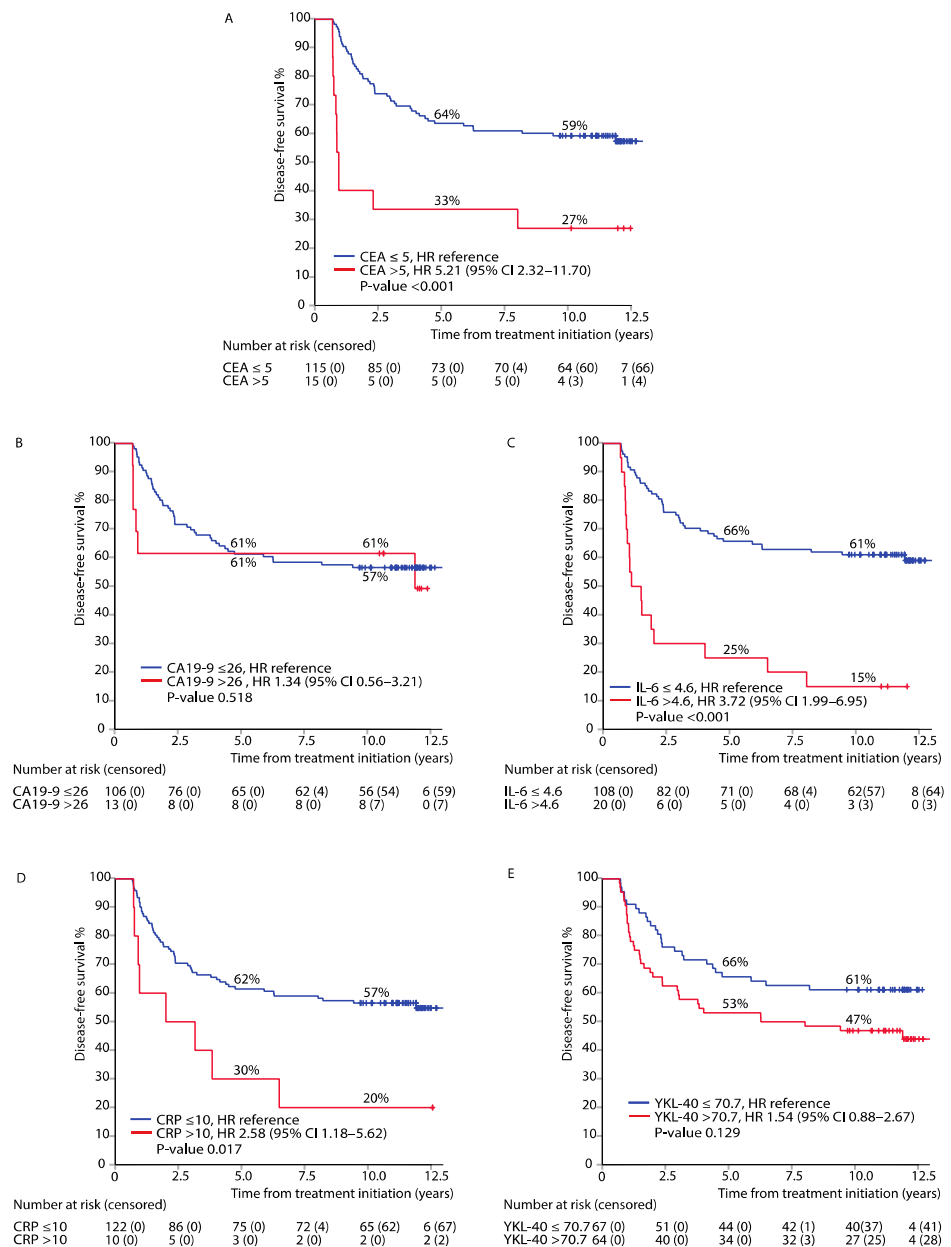 A
Disease-free survival %
100
90
80
70
60
50
40
30
20
10
0
64%
59%
33%
27%
CEA ≤ 5, HR reference
CEA >5, HR 5.21 (95% CI 2.32–11.70)
P-value <0.001
0 2.5 5.0 7.5 10.0 12.5
Time from treatment initiation (years)
Number at risk (censored)
CEA ≤ 5 115 (0) 85 (0) 73 (0) 70 (4) 64 (60) 7 (66)
CEA >5 15 (0) 5 (0) 5 (0) 5 (0) 4 (3) 1 (4)
B
Disease-free survival %
100
90
80
70
60
50
40
30
20
10
0
61%
61%
61%
57%
CA19-9 ≤26, HR reference
CA19-9 >26 , HR 1.34 (95% CI 0.56–3.21)
P-value 0.518
0 2.5 5.0 7.5 10.0 12.5
Time from treatment initiation (years)
Number at risk (censored)
CA19-9 ≤26 106 (0) 76 (0) 65 (0) 62 (4) 56 (54) 6 (59)
CA19-9 >26 13 (0) 8 (0) 8 (0) 8 (0) 8 (7) 0 (7)
C
Disease-free survival %
100
90
80
70
60
50
40
30
20
10
0
66%
61%
25%
15%
IL-6 ≤ 4.6, HR reference
IL-6 >4.6, HR 3.72 (95% CI 1.99–6.95)
P-value <0.001
0 2.5 5.0 7.5 10.0 12.5
Time from treatment initiation (years)
Number at risk (censored)
IL-6 ≤ 4.6 108 (0) 82 (0) 71 (0) 68 (4) 62(57) 8 (64)
IL-6 >4.6 20 (0) 6 (0) 5 (0) 4 (0) 3 (3) 0 (3)
D
Disease-free survival %
100
90
80
70
60
50
40
30
20
10
0
62%
57%
30%
20%
CRP ≤10, HR reference
CRP >10, HR 2.58 (95% CI 1.18–5.62)
P-value 0.017
0 2.5 5.0 7.5 10.0 12.5
Time from treatment initiation (years)
Number at risk (censored)
CRP ≤10 122 (0) 86 (0) 75 (0) 72 (4) 65 (62) 6 (67)
CRP >10 10 (0) 5 (0) 3 (0) 2 (0) 2 (0) 2 (2)
E
Disease-free survival %
100
90
80
70
60
50
40
30
20
10
0
66%
61%
53%
47%
YKL-40 ≤ 70.7, HR reference
YKL-40 >70.7, HR 1.54 (95% CI 0.88–2.67)
P-value 0.129
0 2.5 5.0 7.5 10.0 12.5
Time from treatment initiation (years)
Number at risk (censored)
YKL-40 ≤ 70.7 67 (0) 51 (0) 44 (0) 42 (1) 40(37) 4 (41)
YKL-40 >70.7 64 (0) 40 (0) 34 (0) 32 (3) 27 (25) 4 (28)